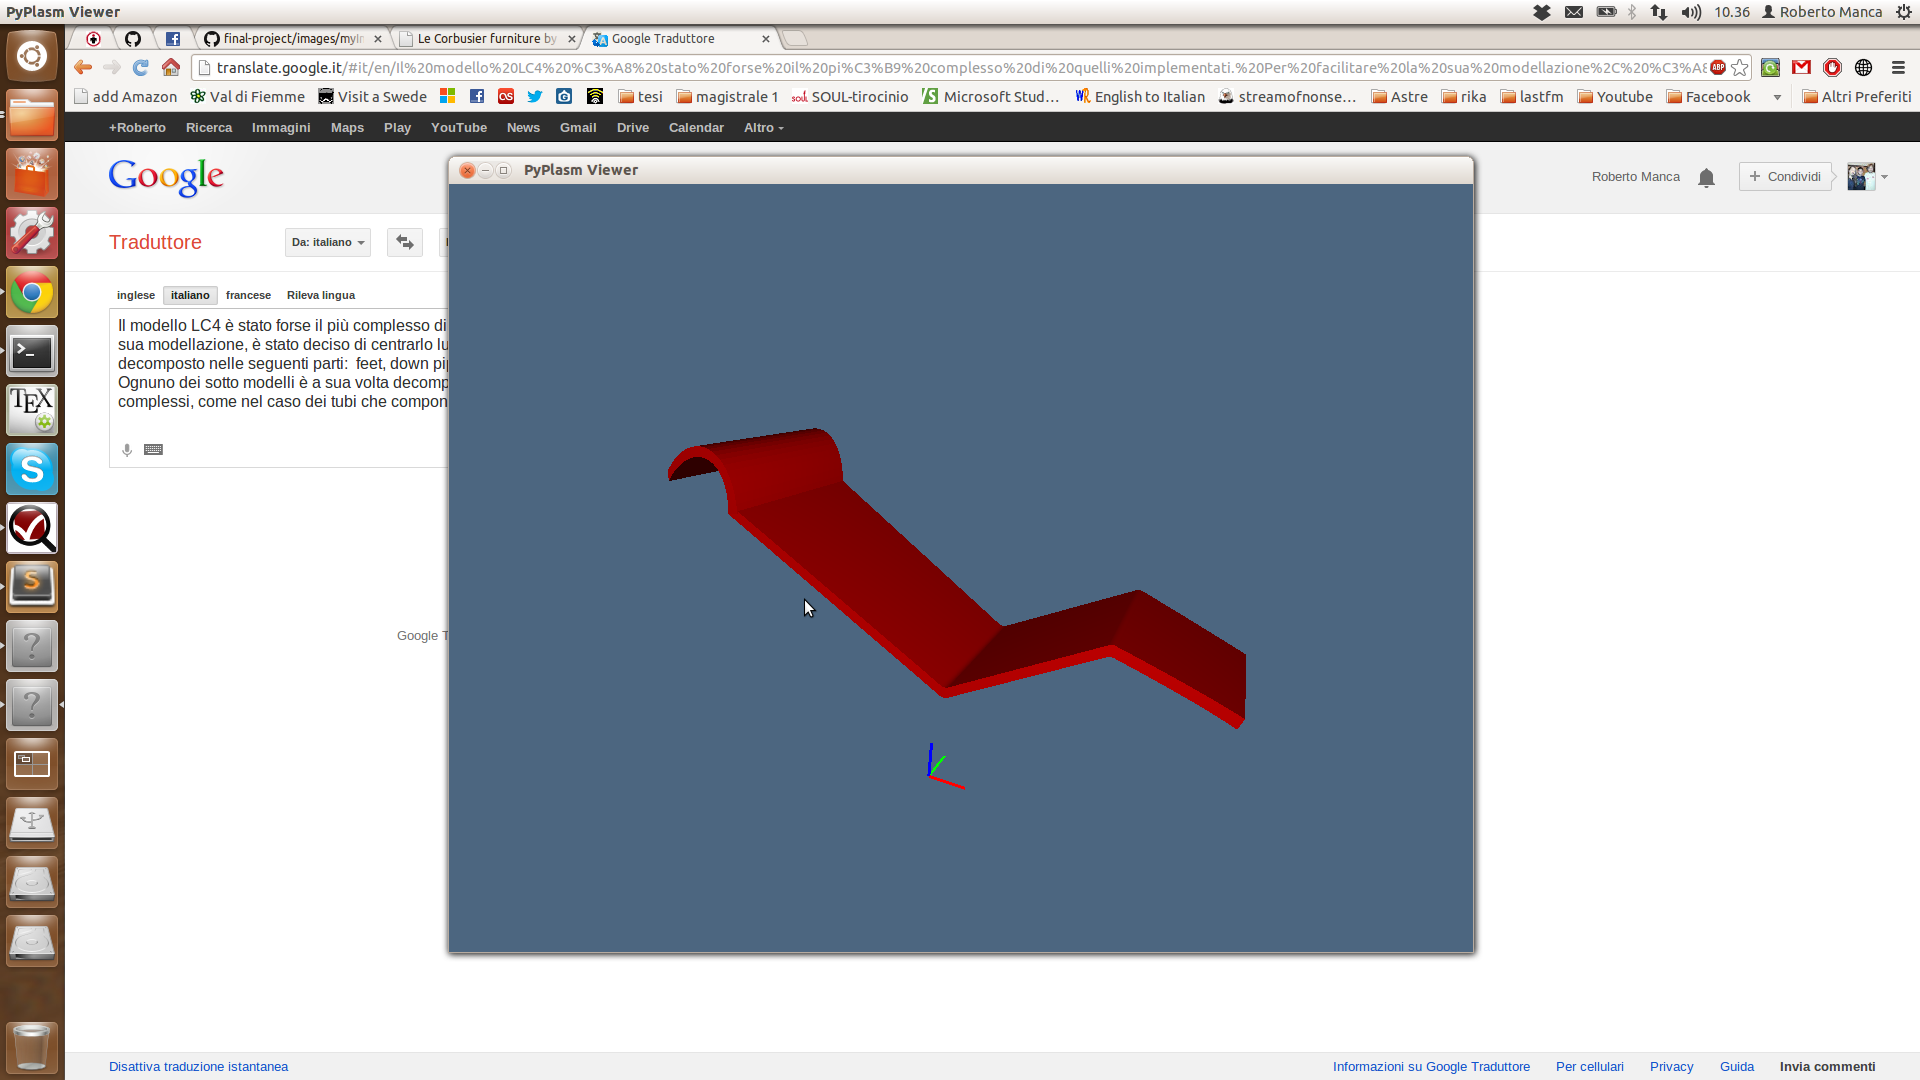 PyPlasm Viewer
10.36 Roberto Manca
final-project/images/myIr
Le Corbusier furniture by
Google Traduttore
translate.google.it/#it/en/Il%20modello%20LC4%20%C3%A8%20stato%20forse%20il%20pi%C3%B9%20complesso%20di%20quelli%20implementati.%20Per%20facilitare%20la%20sua%20modellazione%2C%20%C3%A8
ABP
add Amazon
Val di Fiemme
Visit a Swede
tesi
magistrale 1
SOUL-tirocinio
Microsoft Stud...
English to Italian
streamofnonse...
Astre
rika
lastfm
Youtube
Facebook
Altri Preferiti
+Roberto Ricerca Immagini Maps Play YouTube News Gmail Drive Calendar Altro
Google
PyPlasm Viewer
Roberto Manca
+ Condividi
Traduttore
Da: italiano
inglese italiano francese Rileva lingua
Il modello LC4 è stato forse il più complesso di
sua modellazione, è stato deciso di centrarlo lu
decomposto nelle seguenti parti: feet, down pip
Ognuno dei sotto modelli è a sua volta decomp
complessi, come nel caso dei tubi che compon
TEX
Google T
Disattiva traduzione istantanea
Informazioni su Google Traduttore Per cellulari Privacy Guida Invia commenti